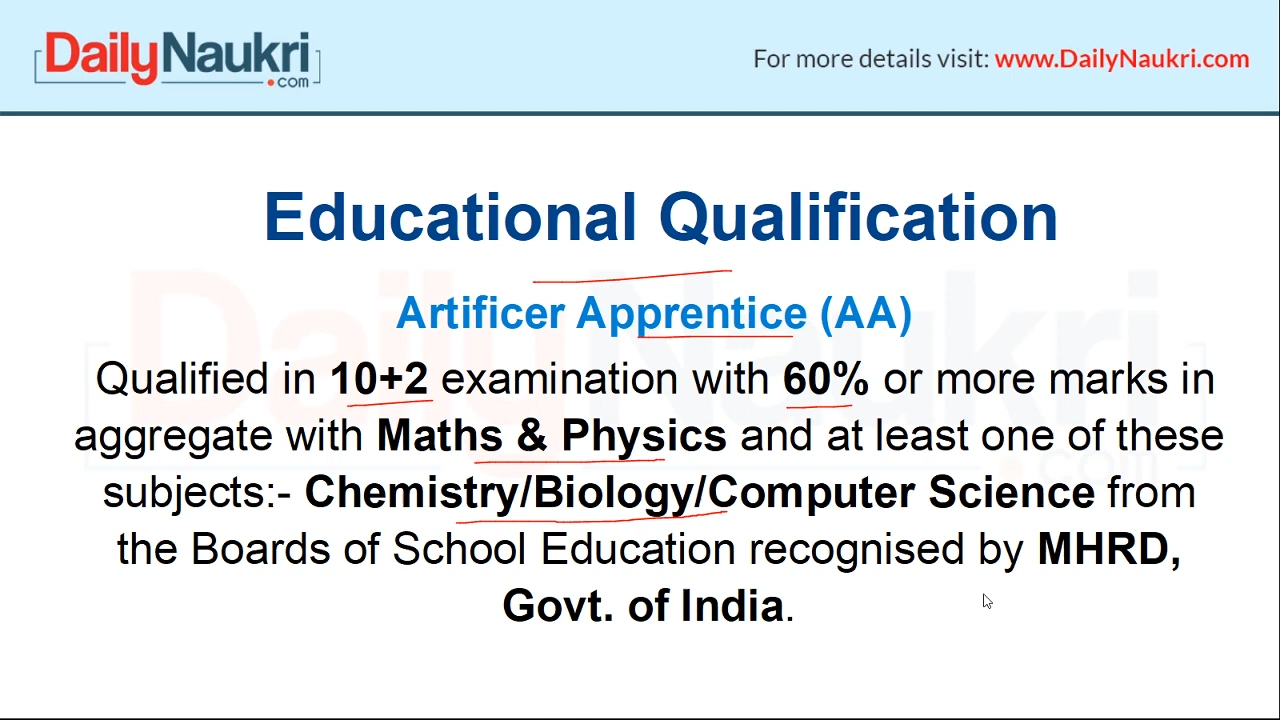 DailyNaukri
.com
For more details visit: www.DailyNaukri.com
Educational Qualification
Artificer Apprentice (AA)
Qualified in 10+2 examination with 60% or more marks in
aggregate with Maths & Physics and at least one of these
subjects:- Chemistry/Biology/Computer Science from
the Boards of School Education recognised by MHRD,
Govt. of India.
DailyNaukri
.com